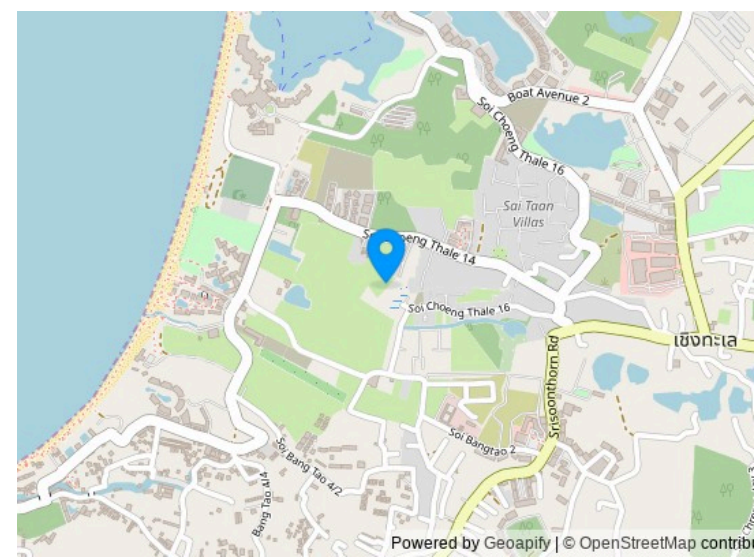 Boat Avenue 2
Soi Choeng Thale 16
Sai Taan
Villas
Soi Choeng Thale 14
Soi Choeng Thale 16
เชิงทะเล
Srisoonthorn Rd
Soi Bangtao 2
Soi Bang Tao 4/2
Bang Tao 4/4
Powered by Geoapify | © OpenStreetMap contribu